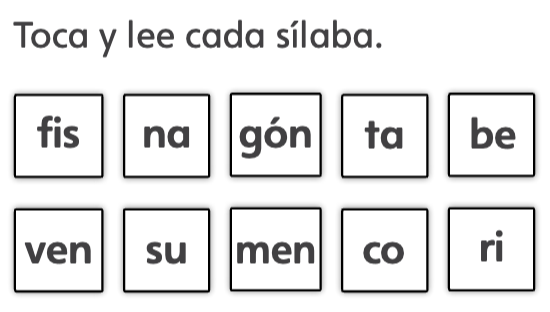 Toca y lee cada sílaba.
fis na gón ta be
ven su men co ri